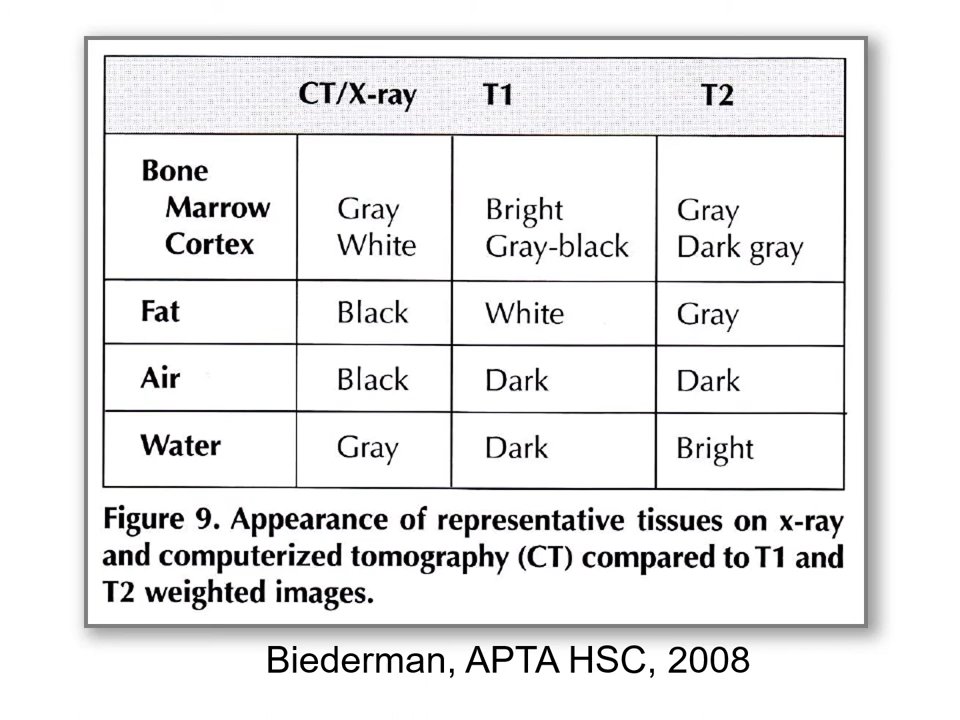 CT/X-ray T1 T2
Bone
Marrow Gray Bright Gray
Cortex White Gray-black Dark gray
Fat Black White Gray
Air Black Dark Dark
Water Gray Dark Bright
Figure 9. Appearance of representative tissues on x-ray
and computerized tomography (CT) compared to T1 and
T2 weighted images.
Biederman, APTA HSC, 2008